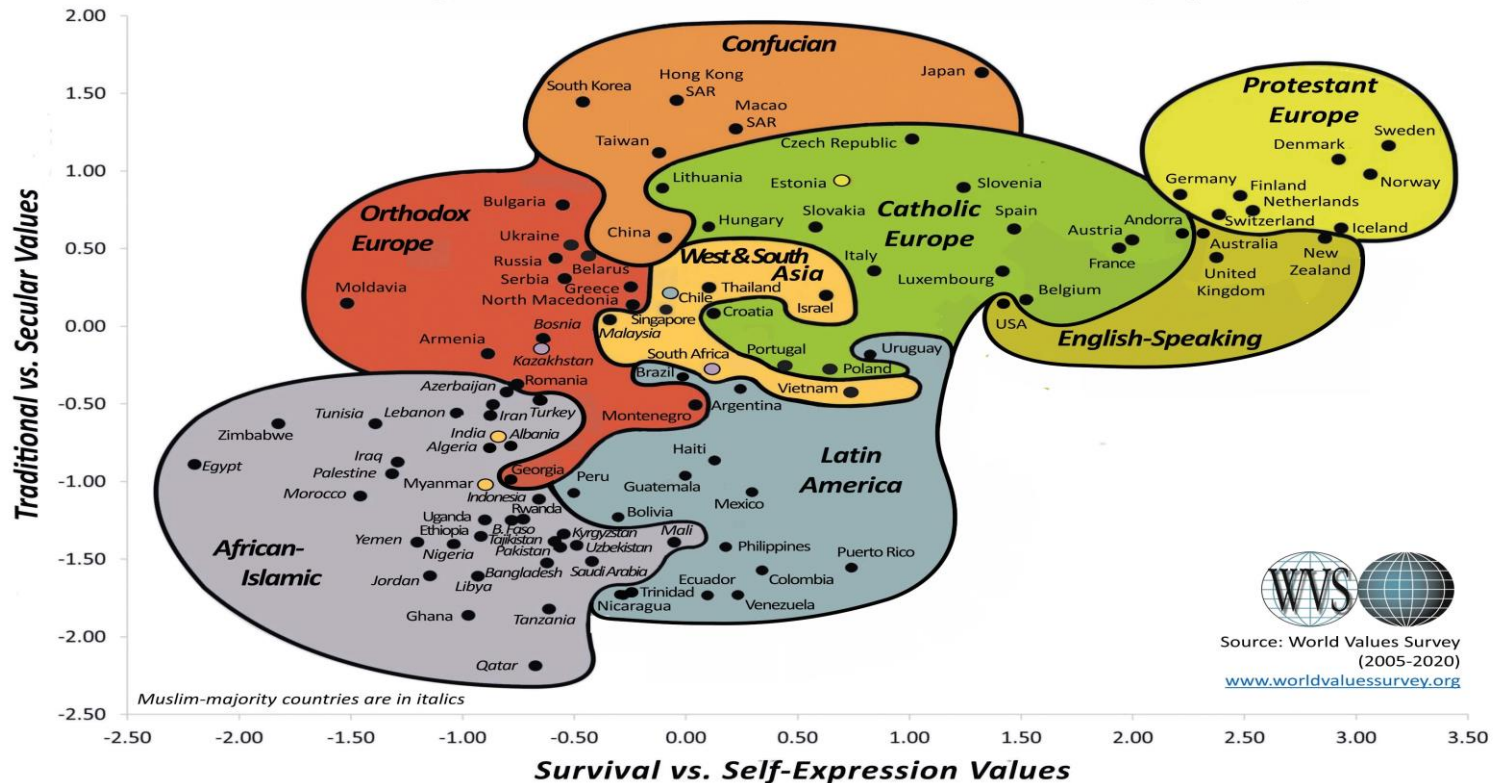 2.00
1.50
1.00
0.50
0.00
-0.50
-1.00
-1.50
-2.00
-2.50
Traditional vs. Secular Values
Confucian
South Korea
Hong Kong
SAR
Macao
SAR
Japan
Taiwan
China
Protestant
Europe
Sweden
Denmark
Norway
Germany
Finland
Netherlands
Switzerland
Iceland
Catholic
Europe
Czech Republic
Lithuania
Estonia
Slovenia
Hungary
Slovakia
Spain
Andorra
Austria
France
Italy
Luxembourg
Belgium
Croatia
Portugal
Poland
English-Speaking
Australia
New
Zealand
United
Kingdom
USA
Orthodox
Europe
Bulgaria
Ukraine
Russia
Belarus
Serbia
Greece
North Macedonia
Moldavia
Bosnia
Armenia
Kazakhstan
Romania
Montenegro
Georgia
West & South
Asia
Thailand
Chile
Israel
Singapore
Malaysia
South Africa
Vietnam
Latin
America
Uruguay
Brazil
Argentina
Haiti
Guatemala
Mexico
Peru
Bolivia
Philippines
Puerto Rico
Colombia
Ecuador
Trinidad
Nicaragua
Venezuela
African-
Islamic
Azerbaijan
Lebanon
Iran
Turkey
Tunisia
Zimbabwe
India
Albania
Algeria
Egypt
Iraq
Palestine
Morocco
Myanmar
Indonesia
Rwanda
Uganda
B. Faso
Ethiopia
Tajikistan
Kyrgyzstan
Mali
Yemen
Nigeria
Pakistan
Uzbekistan
Bangladesh
Saudi Arabia
Jordan
Libya
Ghana
Tanzania
Qatar
Muslim-majority countries are in italics
WVS
Source: World Values Survey
(2005-2020)
www.worldvaluessurvey.org
-2.50 -2.00 -1.50 -1.00 -0.50 0.00 0.50 1.00 1.50 2.00 2.50 3.00 3.50
Survival vs. Self-Expression Values